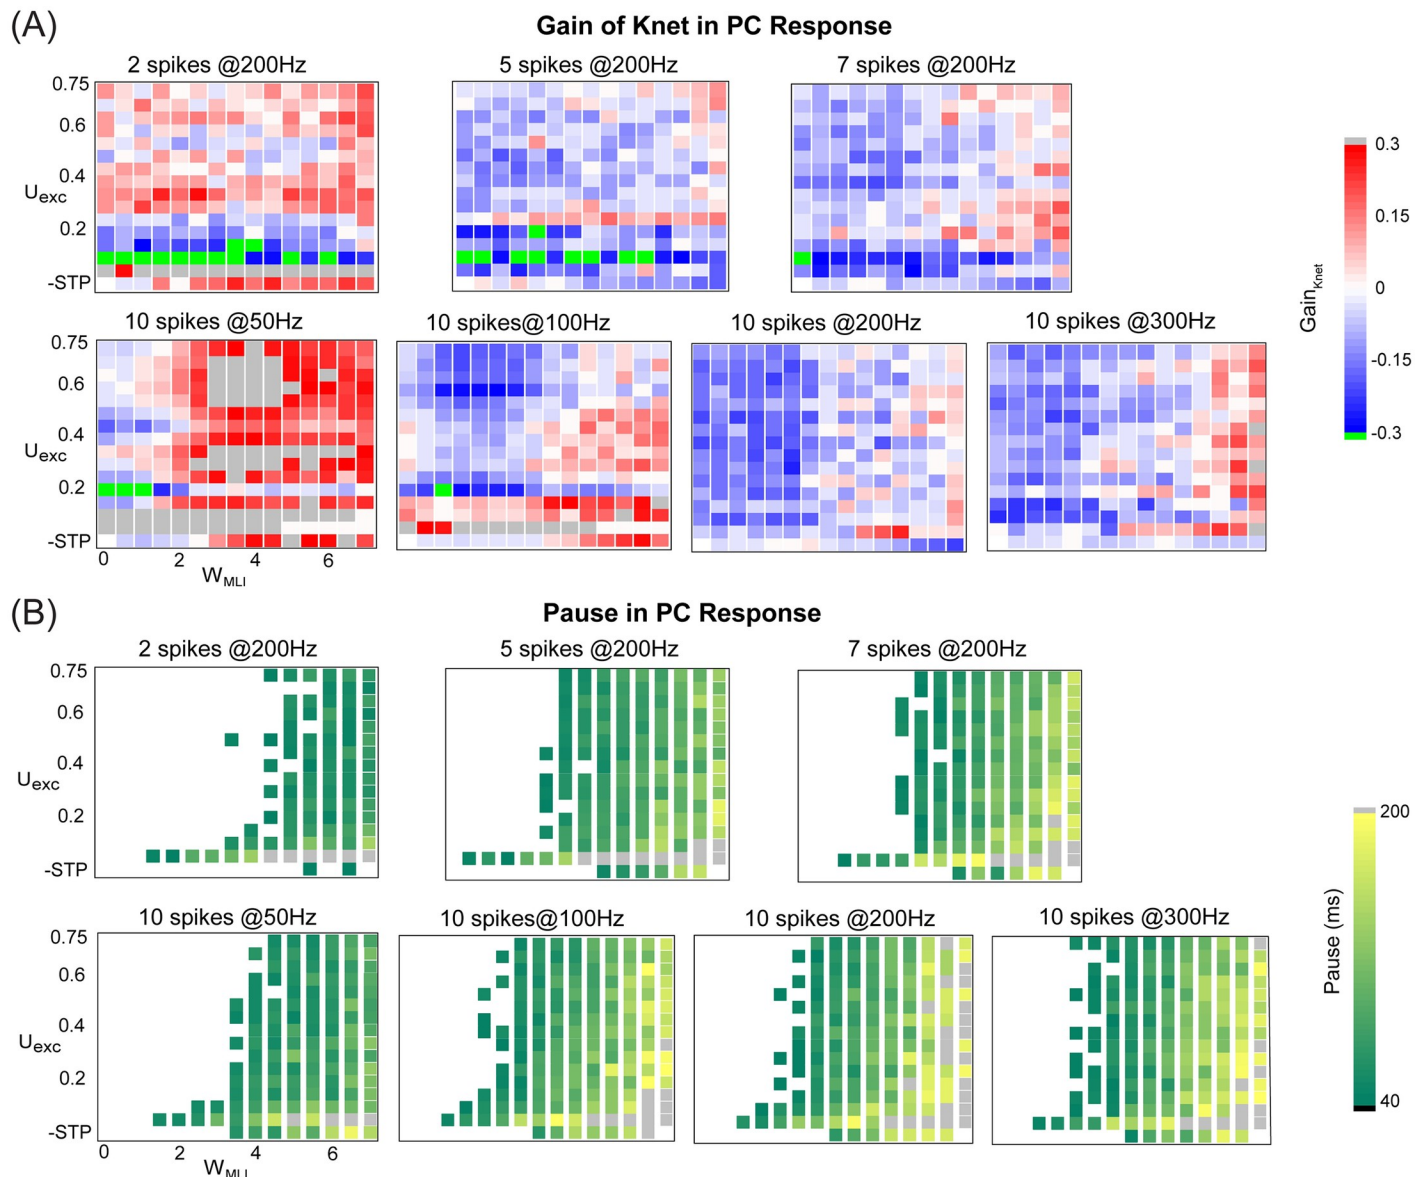 (A)
Gain of Knet in PC Response
2 spikes @200Hz
5 spikes @200Hz
7 spikes @200Hz
0.75
0.6
0.4
Uexc
0.2
-STP
0.3
0.15
0
-0.15
-0.3
GainKnet
10 spikes @50Hz
10 spikes@100Hz
10 spikes @200Hz
10 spikes @300Hz
0.75
0.6
0.4
Uexc
0.2
-STP
0 2 4 6
WMLI
(B)
Pause in PC Response
2 spikes @200Hz
5 spikes @200Hz
7 spikes @200Hz
0.75
0.6
0.4
Uexc
0.2
-STP
200
40
Pause (ms)
10 spikes @50Hz
10 spikes@100Hz
10 spikes @200Hz
10 spikes @300Hz
0.75
0.6
0.4
Uexc
0.2
-STP
0 2 4 6
WMLI